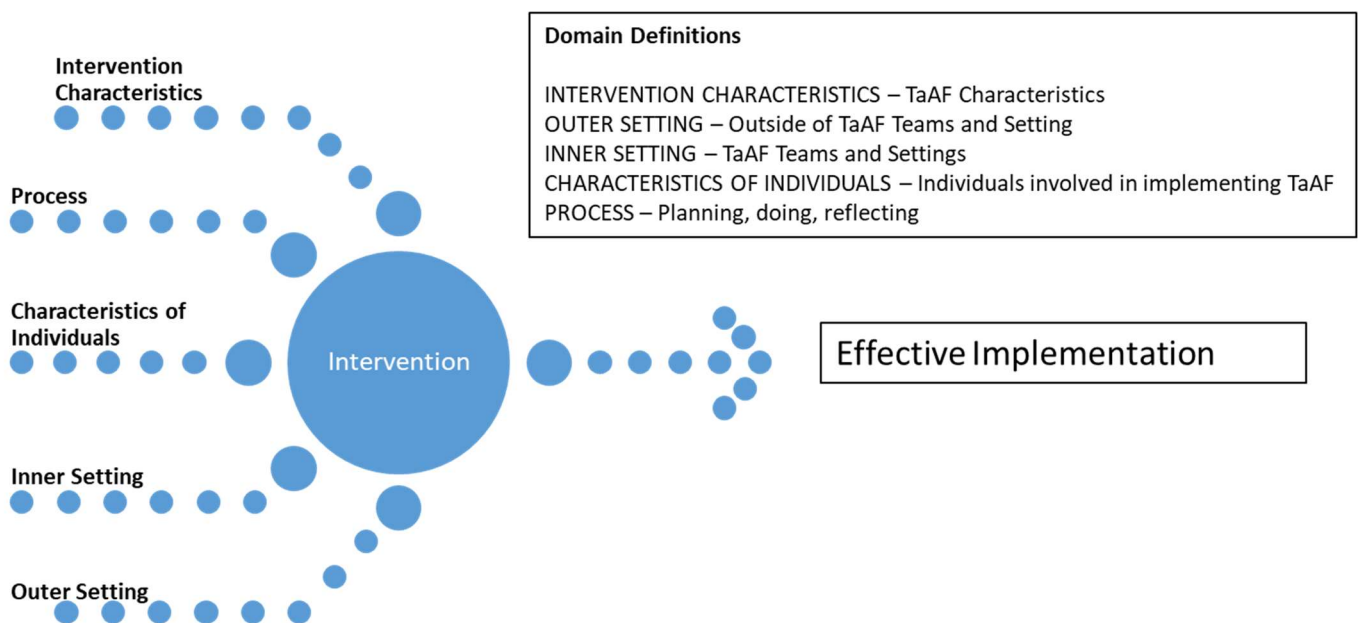 Intervention
Characteristics
Process
Characteristics of
Individuals
Inner Setting
Outer Setting
Intervention
Domain Definitions
INTERVENTION CHARACTERISTICS – TaAF Characteristics
OUTER SETTING – Outside of TaAF Teams and Setting
INNER SETTING – TaAF Teams and Settings
CHARACTERISTICS OF INDIVIDUALS – Individuals involved in implementing TaAF
PROCESS – Planning, doing, reflecting
Effective Implementation